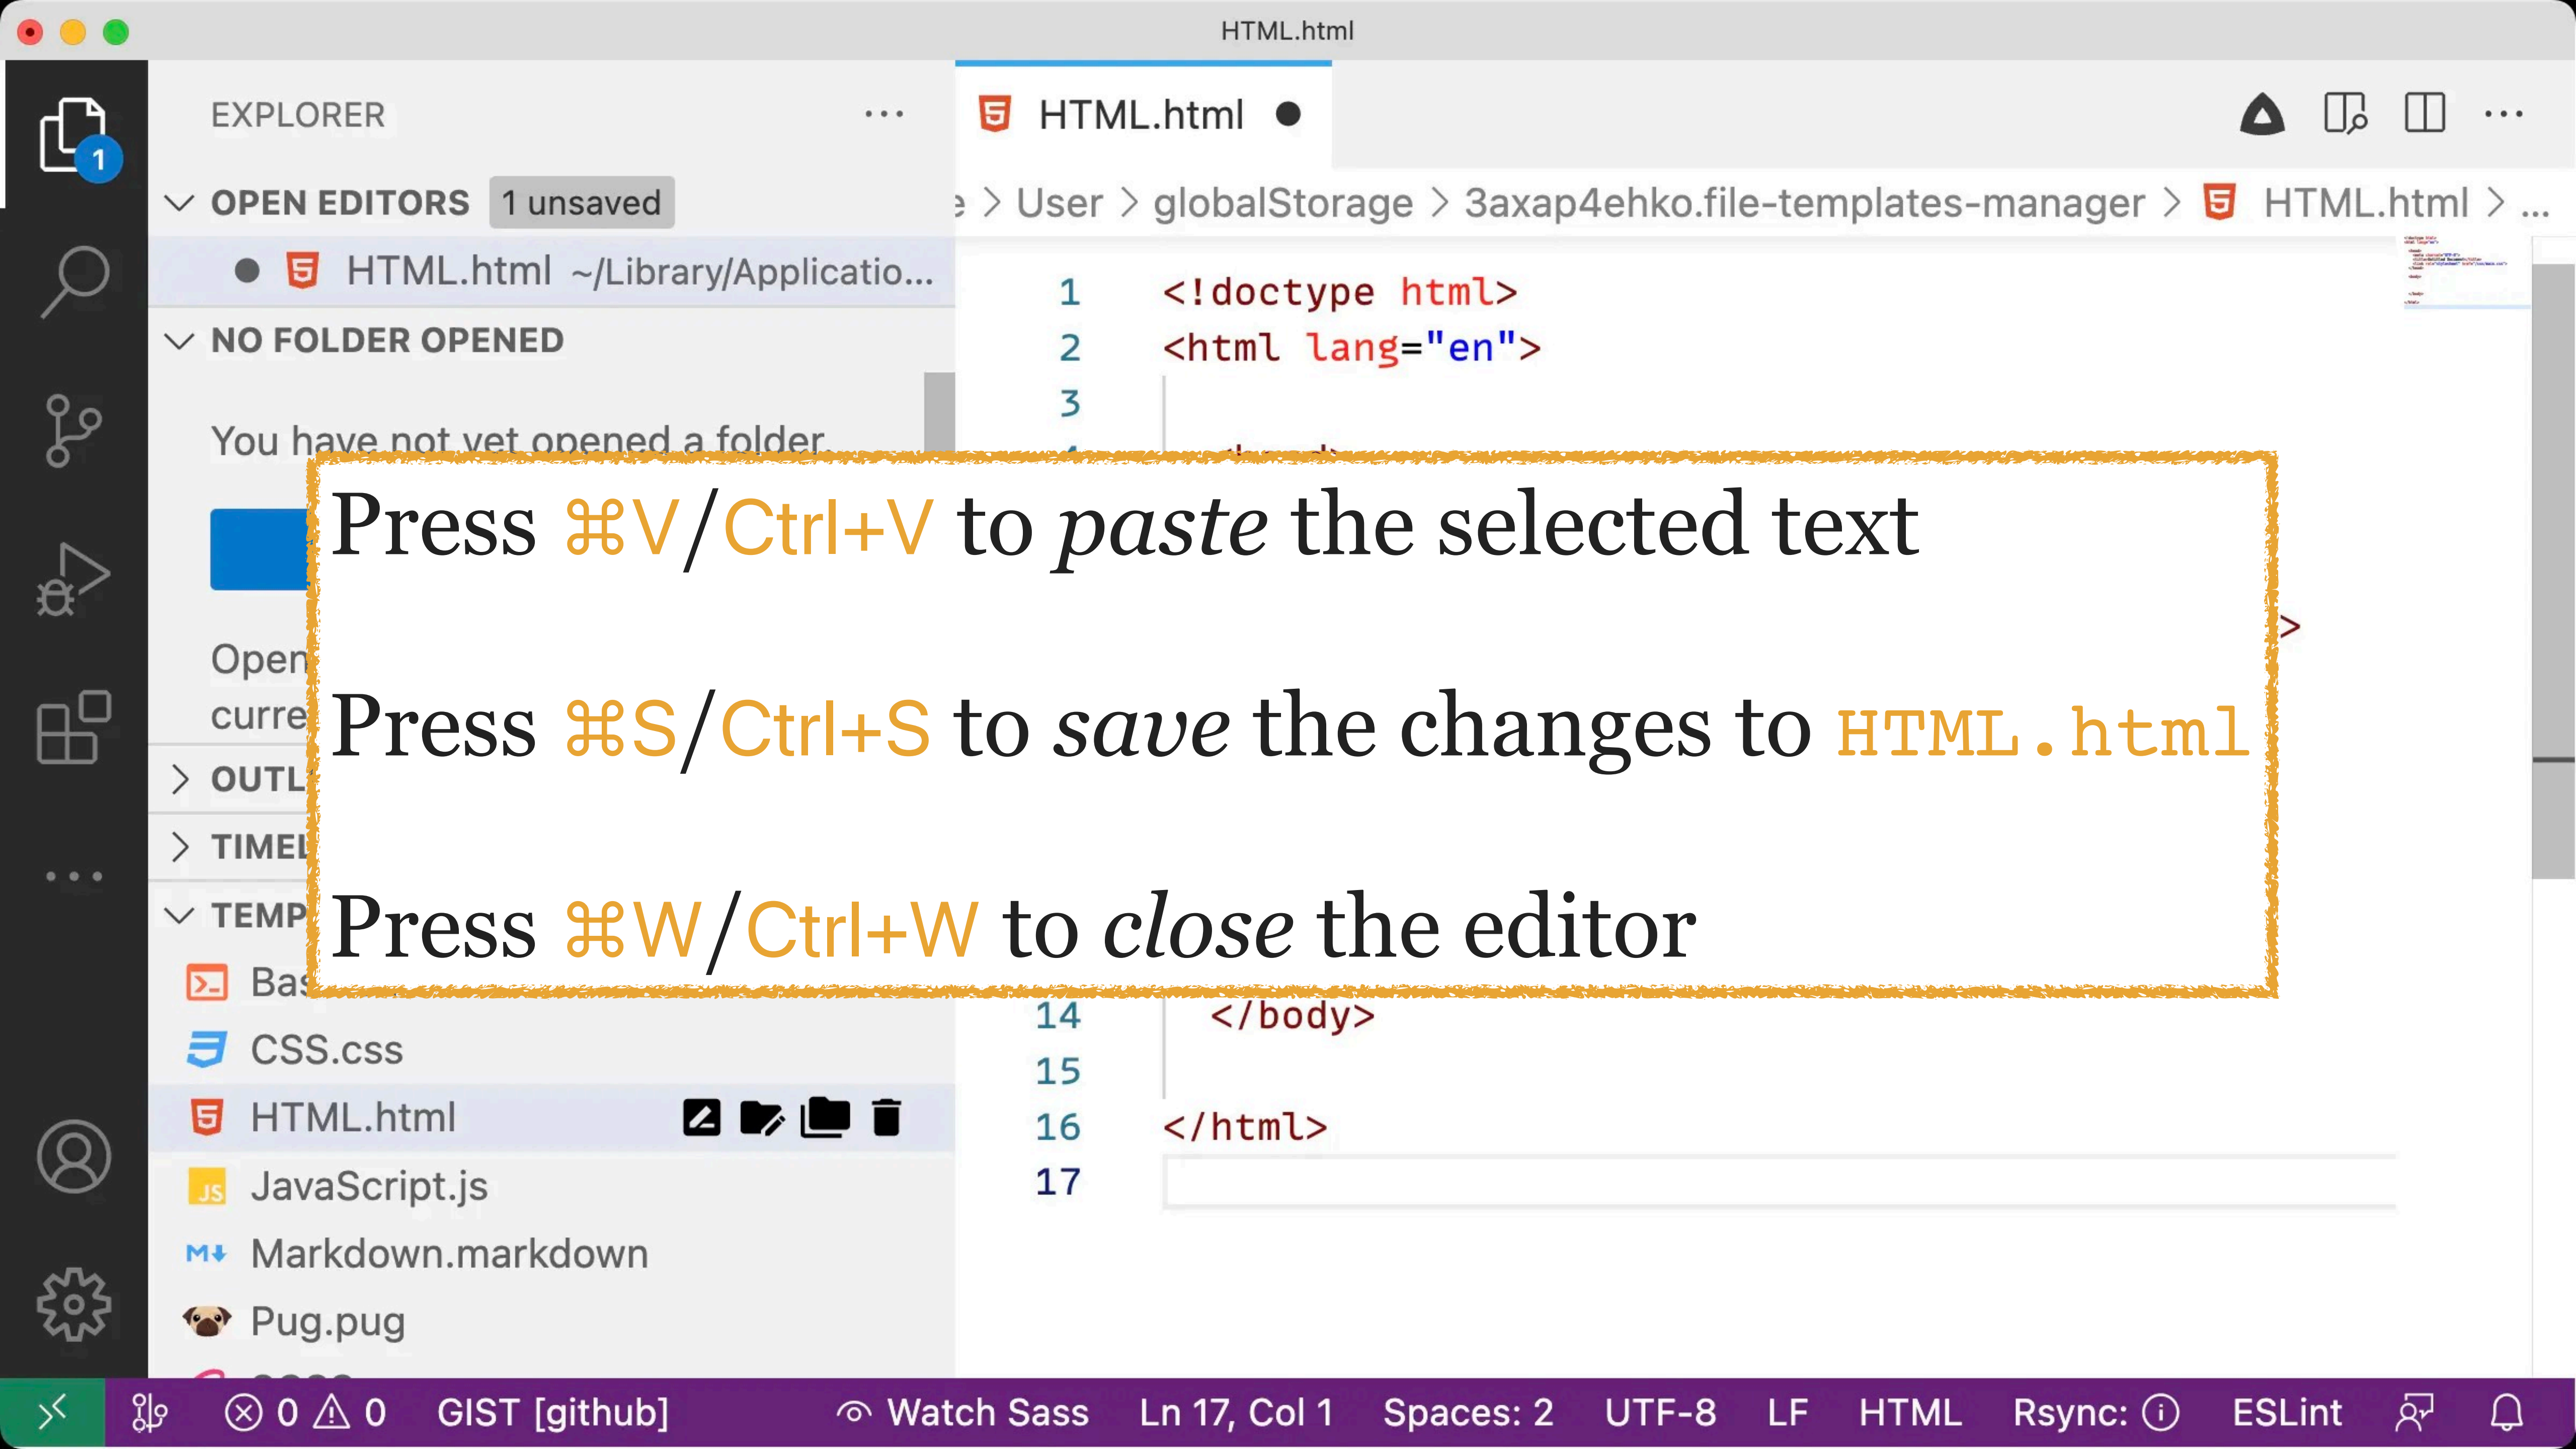 HTML.html
EXPLORER
HTML.html
1
OPEN EDITORS 1 unsaved
User > globalStorage > 3axap4ehko.file-templates-manager > HTML.html > ...
HTML.html ~/Library/Applicatio...
1 <!doctype html>
NO FOLDER OPENED
2 <html lang="en">
3
You have not yet opened a folder.
Press ⌘V/Ctrl+V to paste the selected text
>
Open
Press ⌘S/Ctrl+S to save the changes to HTML.html
curre
OUTL
TIMEL
Press ⌘W/Ctrl+W to close the editor
TEMP
Bas
14 </body>
CSS.css
15
HTML.html
16 </html>
JavaScript.js
17
Markdown.markdown
Pug.pug
0 0 GIST [github] Watch Sass Ln 17, Col 1 Spaces: 2 UTF-8 LF HTML Rsync: ESLint